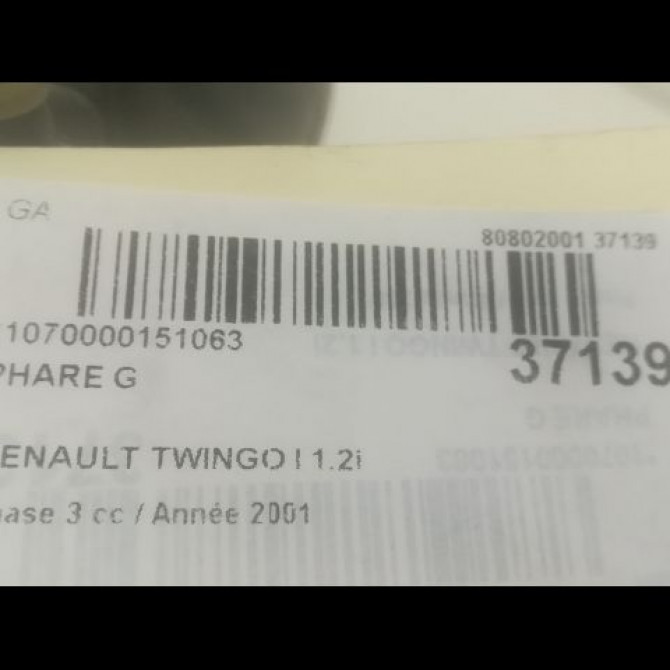 GA
80802001 37139
1070000151063
37139
PHARE G
ENAULT TWINGO I 1.2i
ase 3 cc / Année 2001